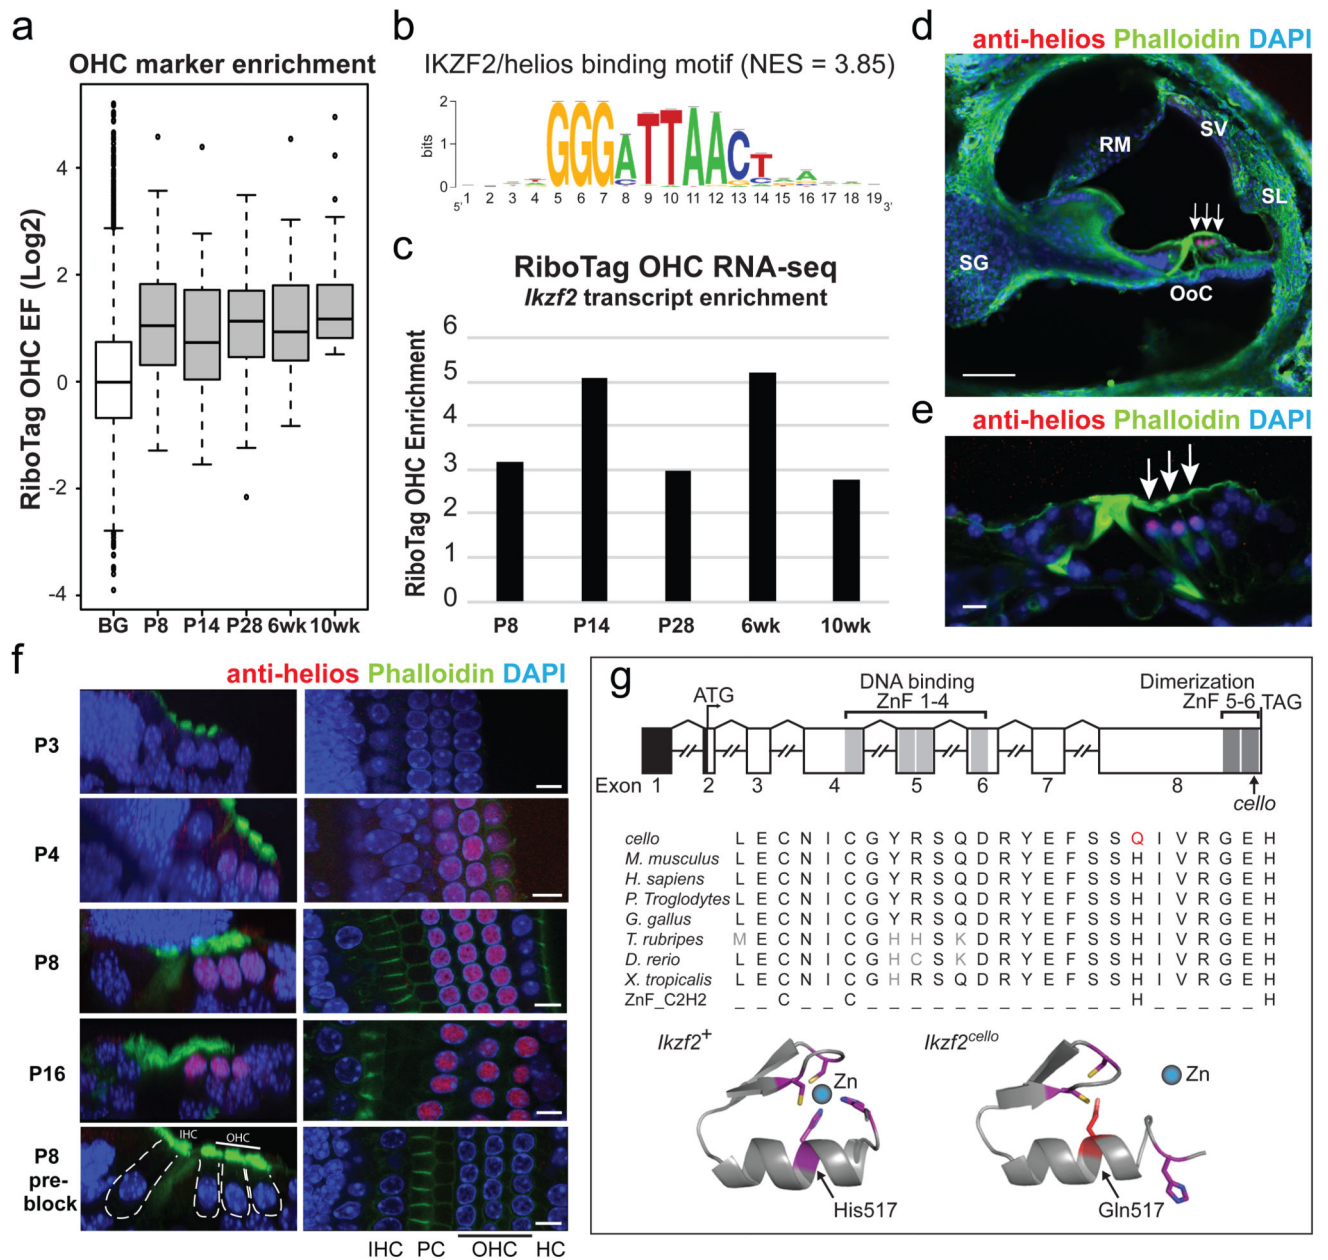 a
OHC marker enrichment
RiboTag OHC EF (Log2)
4
2
0
-2
-4
BG P8 P14 P28 6wk 10wk
b
IKZF2/helios binding motif (NES = 3.85)
bits
2
1
0
GGGATTAACT
5' 1 2 3 4 5 6 7 8 9 10 11 12 13 14 15 16 17 18 19 3'
c
RiboTag OHC RNA-seq
Ikzf2 transcript enrichment
RiboTag OHC Enrichment
6
5
4
3
2
1
0
P8 P14 P28 6wk 10wk
d
anti-helios Phalloidin DAPI
RM
SV
SL
SG
OoC
e
anti-helios Phalloidin DAPI
f
anti-helios Phalloidin DAPI
P3
P4
P8
P16
P8
pre-
block
IHC
OHC
IHC PC OHC HC
g
ATG
DNA binding
ZnF 1-4
Dimerization
ZnF 5-6
TAG
Exon 1 2 3 4 5 6 7 8
cello
cello L E C N I C G Y R S Q D R Y E F S S Q I V R G E H
M. musculus L E C N I C G Y R S Q D R Y E F S S H I V R G E H
H. sapiens L E C N I C G Y R S Q D R Y E F S S H I V R G E H
P. Troglodytes L E C N I C G Y R S Q D R Y E F S S H I V R G E H
G. gallus L E C N I C G Y R S Q D R Y E F S S H I V R G E H
T. rubripes M E C N I C G H H S K D R Y E F S S H I V R G E H
D. rerio L E C N I C G H C S K D R Y E F S S H I V R G E H
X. tropicalis L E C N I C G H R S Q D R Y E F S S H I V R G E H
ZnF_C2H2 _ _ C _ _ C _ _ _ _ _ _ _ _ _ _ _ _ H _ _ _ _ _ H
Ikzf2+
Zn
His517
Ikzf2cello
Zn
Gln517